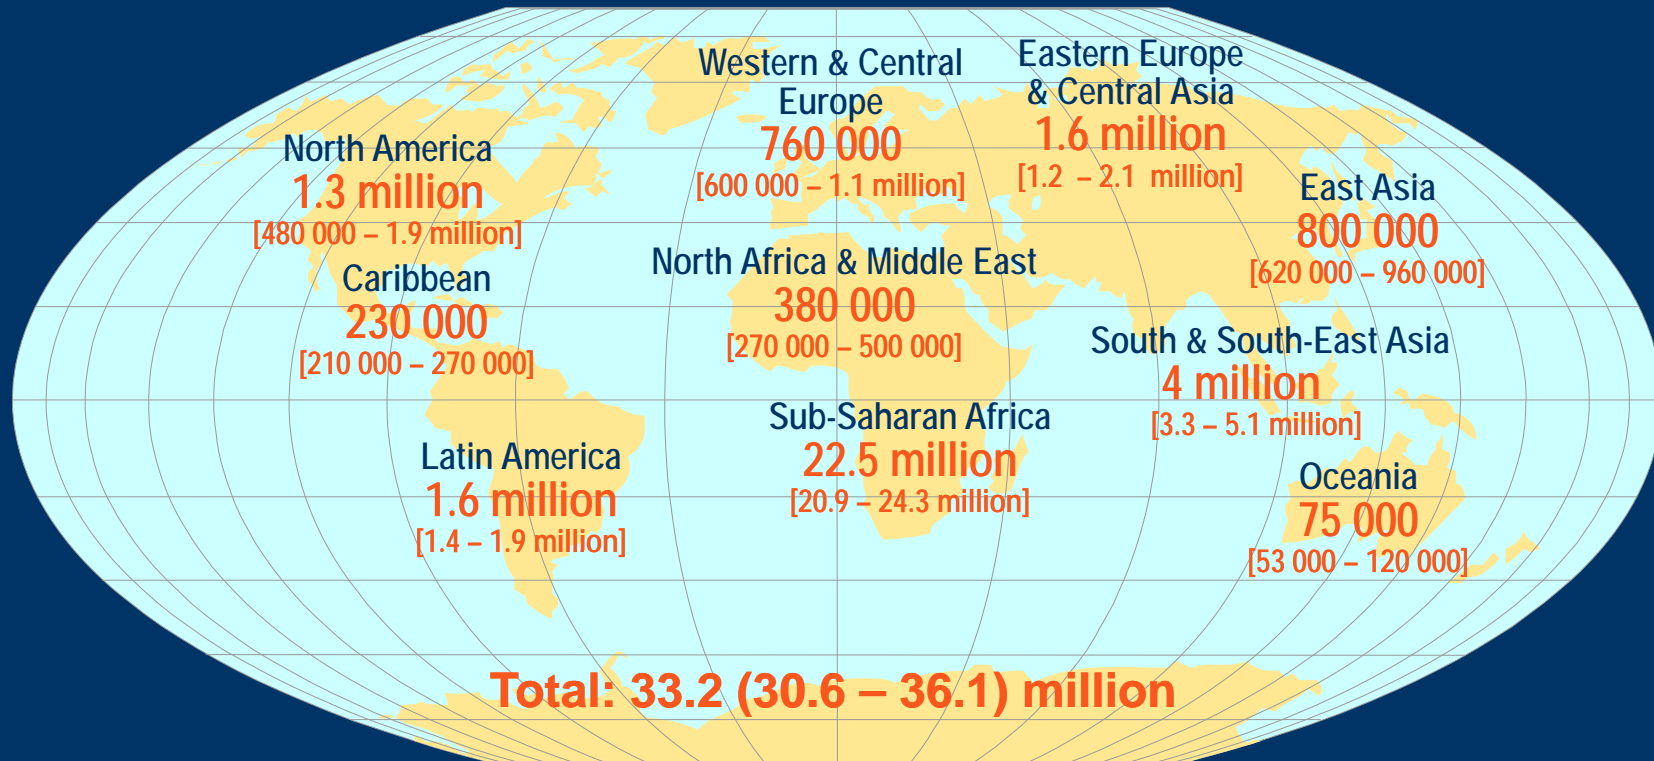 Western & Central
Europe
760 000
[600 000 – 1.1 million]
Eastern Europe
& Central Asia
1.6 million
[1.2 – 2.1 million]
North America
1.3 million
[480 000 – 1.9 million]
East Asia
800 000
[620 000 – 960 000]
Caribbean
230 000
[210 000 – 270 000]
North Africa & Middle East
380 000
[270 000 – 500 000]
South & South-East Asia
4 million
[3.3 – 5.1 million]
Sub-Saharan Africa
22.5 million
[20.9 – 24.3 million]
Latin America
1.6 million
[1.4 – 1.9 million]
Oceania
75 000
[53 000 – 120 000]
Total: 33.2 (30.6 – 36.1) million